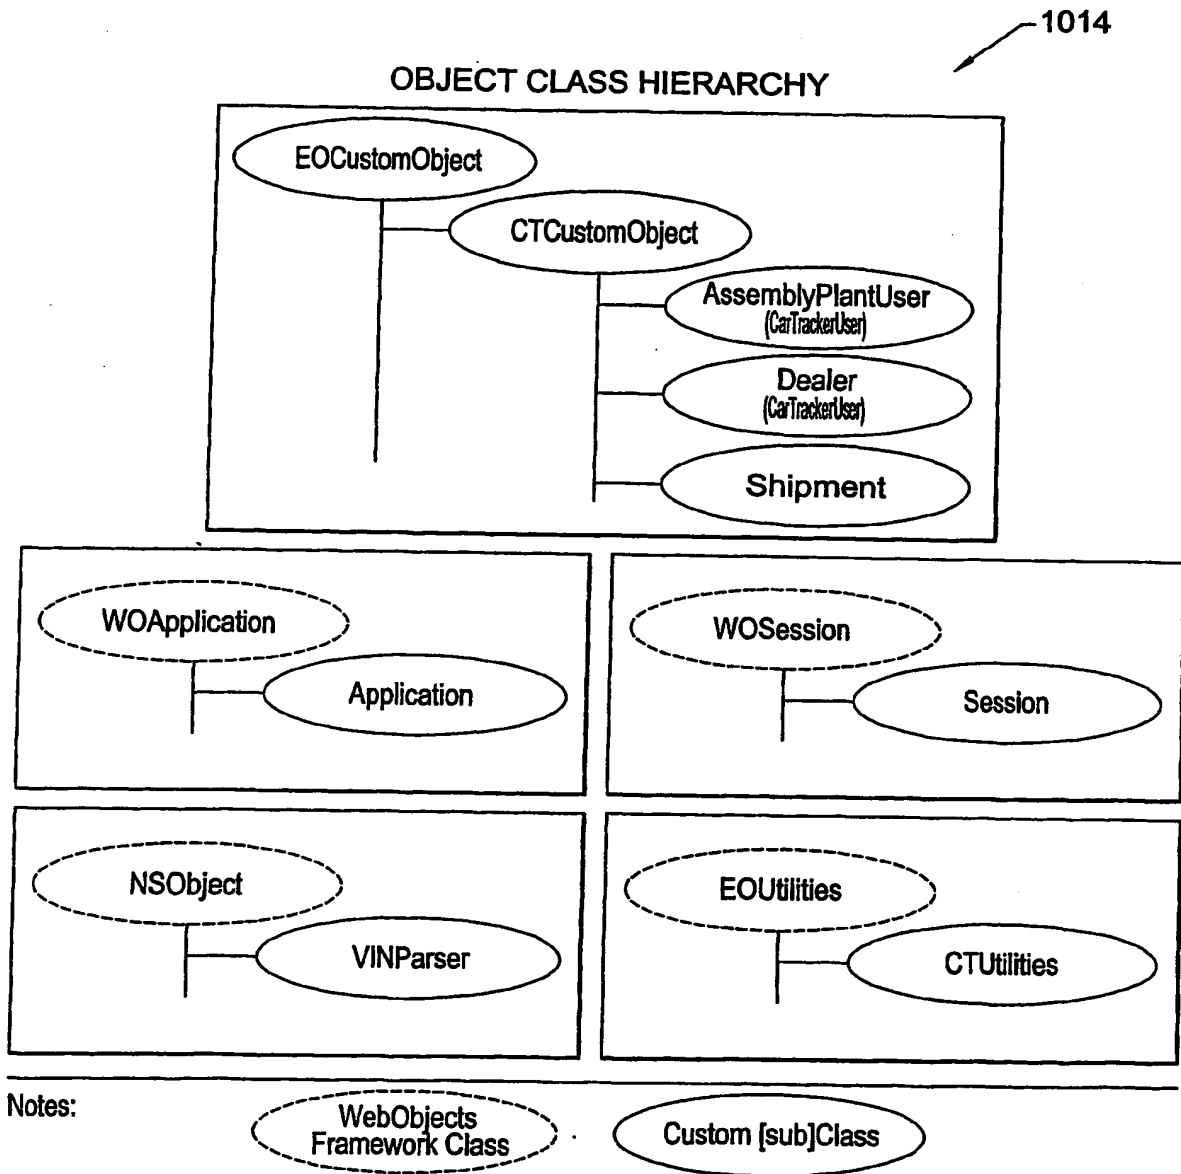 1014
OBJECT CLASS HIERARCHY
EOCustomObject
CTCustomObject
AssemblyPlantUser
(CarTrackerUser)
Dealer
(CarTrackerUser)
Shipment
WOApplication
Application
WOSession
Session
NSObject
VINParser
EOUtilities
CTUtilities
Notes:
WebObjects
Framework Class
Custom [sub]Class